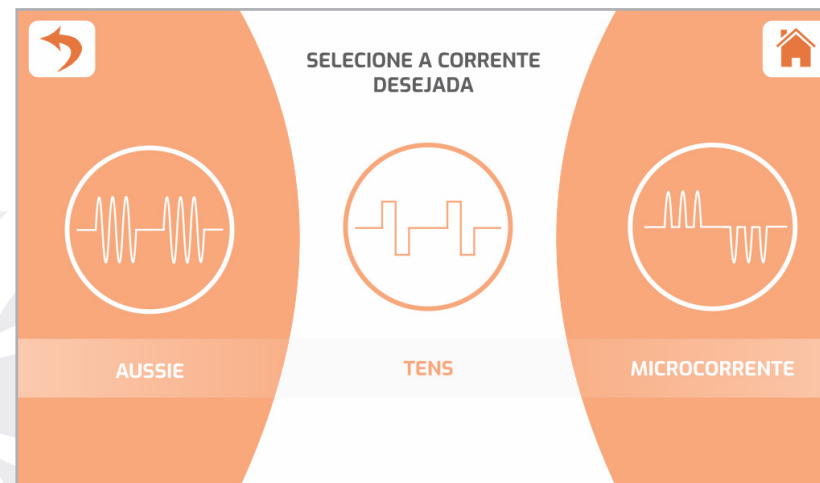 SELECIONE A CORRENTE
DESEJADA
AUSSIE
TENS
MICROCORRENTE